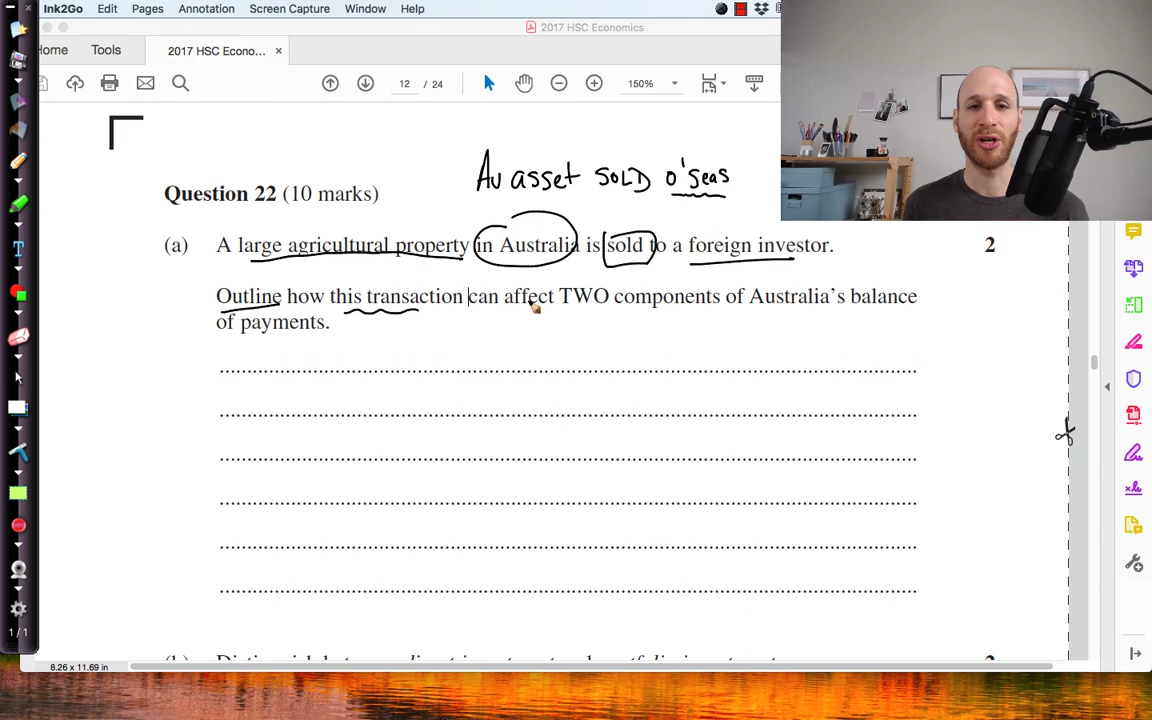 Ink2Go Edit Pages Annotation Screen Capture Window Help
2017 HSC Economics
Home Tools 2017 HSC Econo... ×
12 / 24 150%
Au asset SOLD o'seas
Question 22 (10 marks)
(a) A large agricultural property in Australia is sold to a foreign investor. 2
Outline how this transaction can affect TWO components of Australia's balance
of payments.
1/1
8.26 x 11.69 in